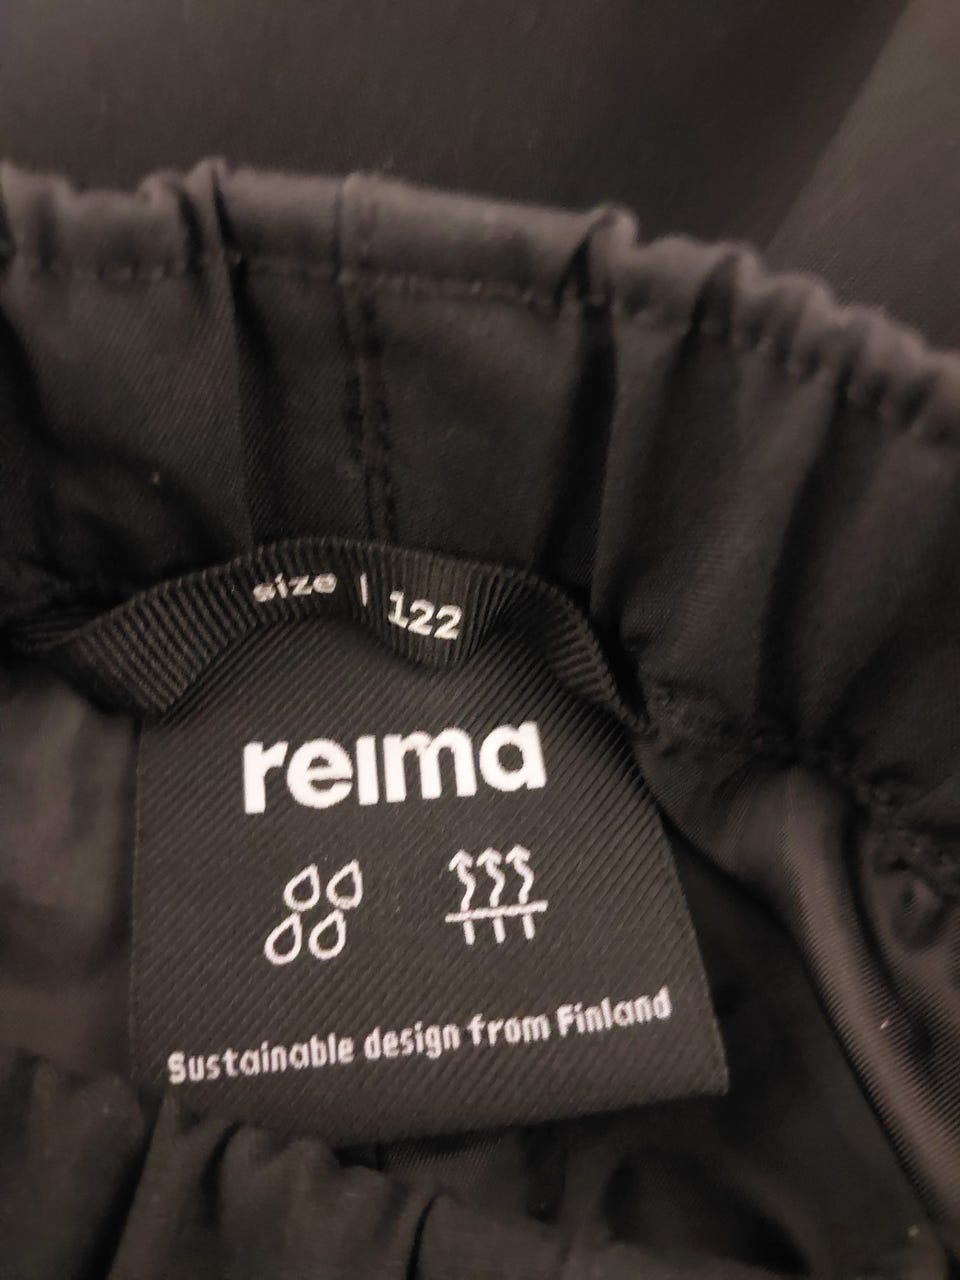 size | 122
reima
Sustainable design from Finland